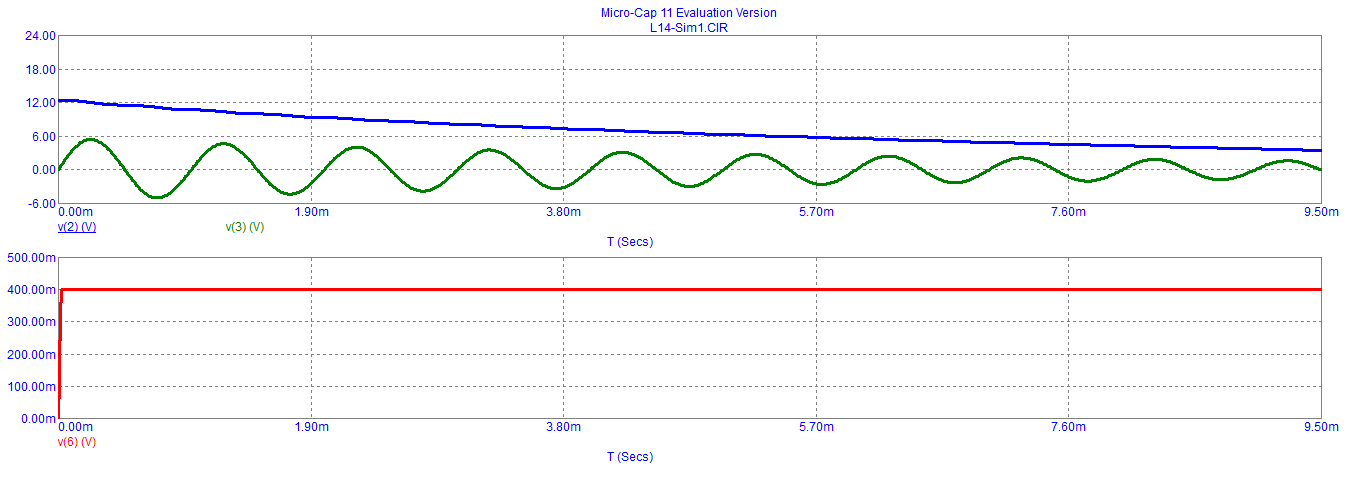 Micro-Cap 11 Evaluation Version
L14-Sim1.CIR
24.00
18.00
12.00
6.00
0.00
-6.00
0.00m 1.90m 3.80m 5.70m 7.60m 9.50m
v(2) (V) v(3) (V)
T (Secs)
500.00m
400.00m
300.00m
200.00m
100.00m
0.00m
0.00m 1.90m 3.80m 5.70m 7.60m 9.50m
v(6) (V)
T (Secs)